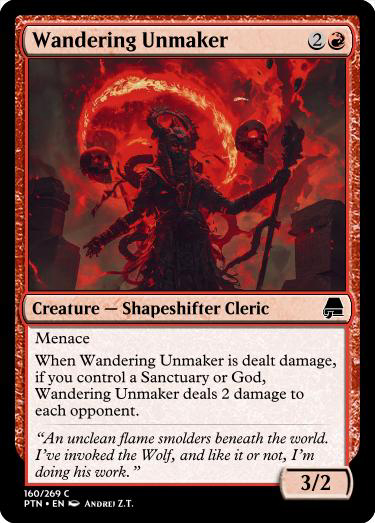 Wandering Unmaker 2
Creature — Shapeshifter Cleric
Menace
When Wandering Unmaker is dealt damage,
if you control a Sanctuary or God,
Wandering Unmaker deals 2 damage to
each opponent.
“An unclean flame smolders beneath the world.
I’ve invoked the Wolf, and like it or not, I’m
doing his work.”
3/2
160/269 C
PTN • EN Andrej Z.T.